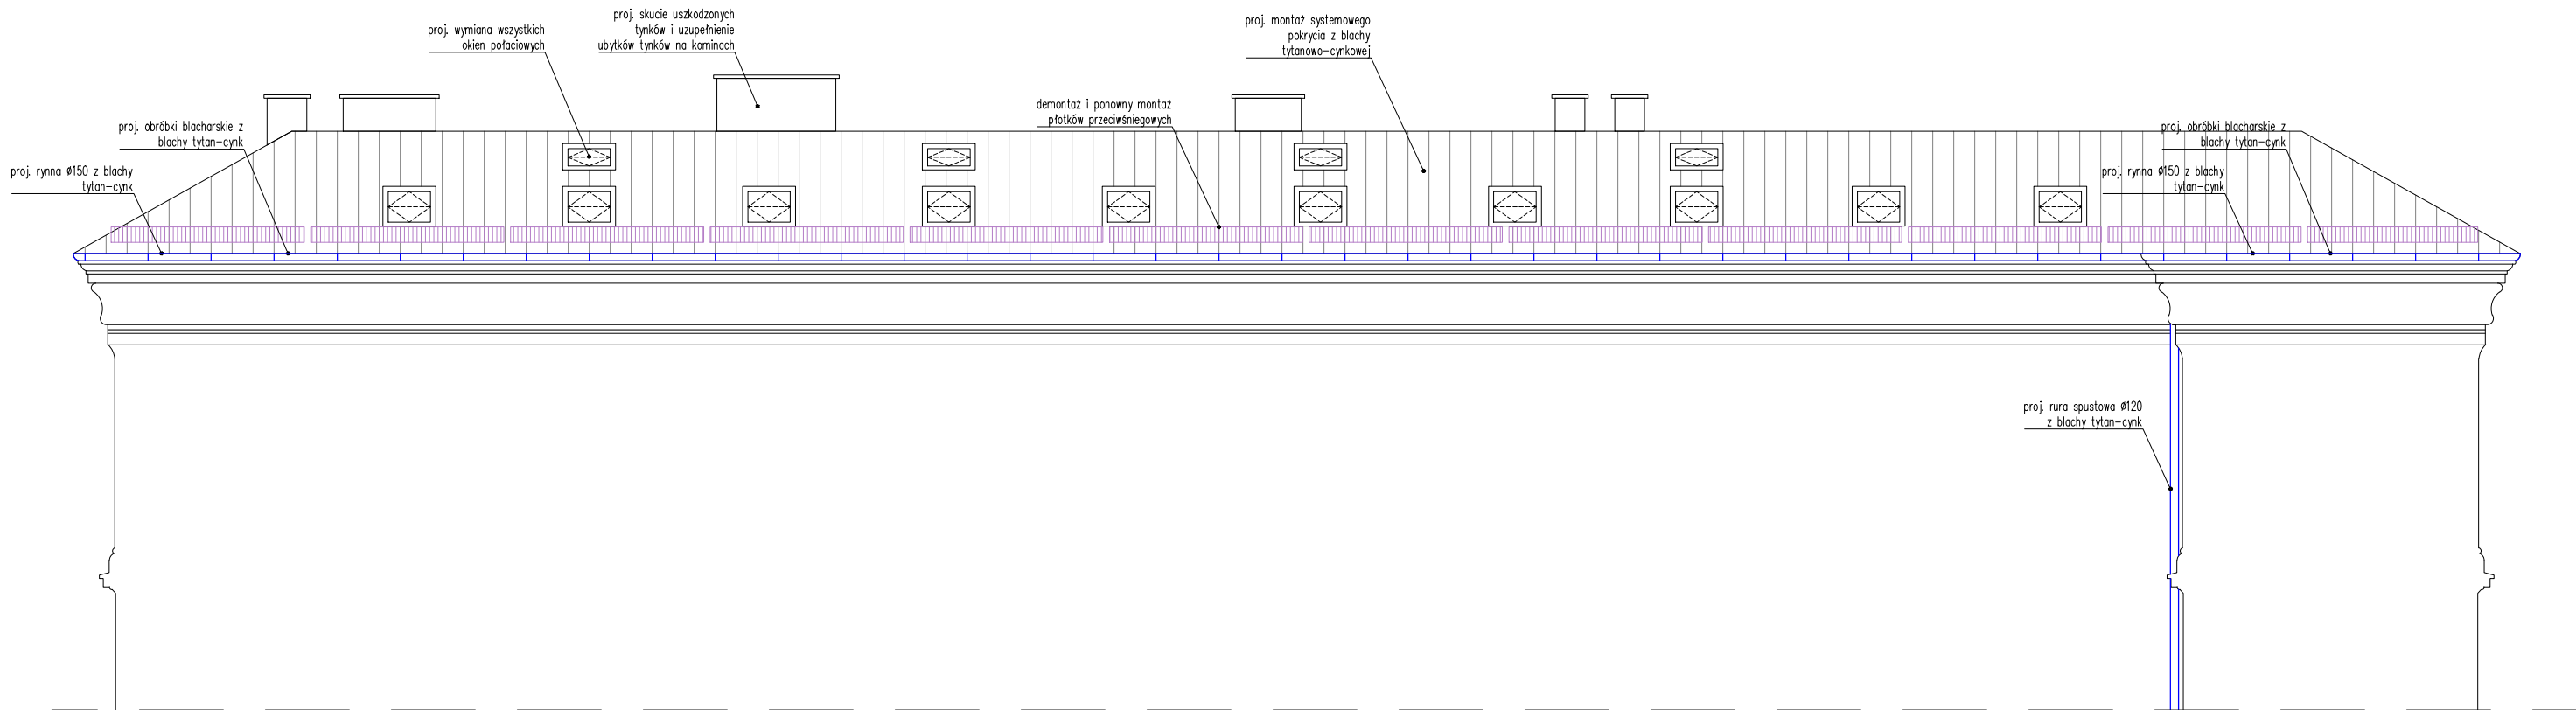 proj. skucie uszkodzonych
tynków i uzupełnienie
ubytków tynków na kominach
proj. wymiana wszystkich
okien połaciowych
proj. montaż systemowego
pokrycia z blachy
tytanowo-cynkowej
demontaż i ponowny montaż
płotków przeciwśniegowych
proj. obróbki blacharskie z
blachy tytan-cynk
proj. rynna Ø150 z blachy
tytan-cynk
proj. obróbki blacharskie z
blachy tytan-cynk
proj. rynna Ø150 z blachy
tytan-cynk
proj. rura spustowa Ø120
z blachy tytan-cynk